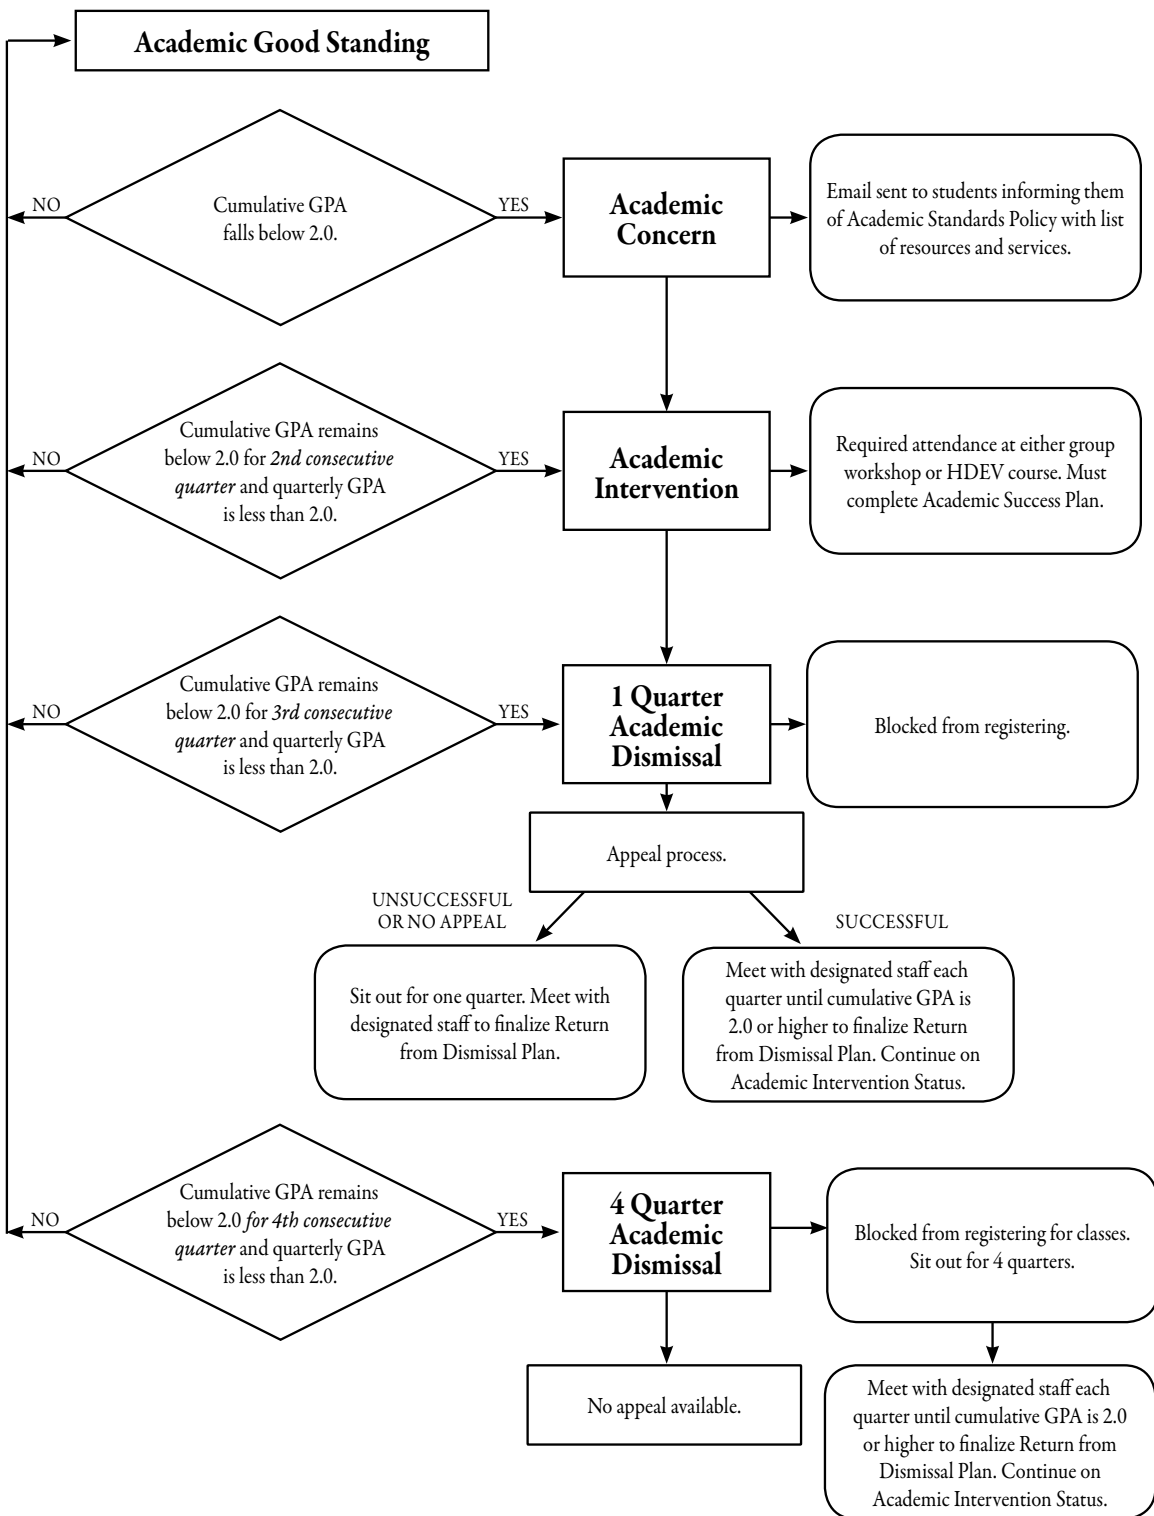 Academic Good Standing
NO
Cumulative GPA
falls below 2.0.
YES
Academic
Concern
Email sent to students informing them
of Academic Standards Policy with list
of resources and services.
NO
Cumulative GPA remains
below 2.0 for 2nd consecutive
quarter and quarterly GPA
is less than 2.0.
YES
Academic
Intervention
Required attendance at either group
workshop or HDEV course. Must
complete Academic Success Plan.
NO
Cumulative GPA remains
below 2.0 for 3rd consecutive
quarter and quarterly GPA
is less than 2.0.
YES
1 Quarter
Academic
Dismissal
Blocked from registering.
Appeal process.
UNSUCCESSFUL
OR NO APPEAL
SUCCESSFUL
Sit out for one quarter. Meet with
designated staff to finalize Return
from Dismissal Plan.
Meet with designated staff each
quarter until cumulative GPA is
2.0 or higher to finalize Return
from Dismissal Plan. Continue on
Academic Intervention Status.
NO
Cumulative GPA remains
below 2.0 for 4th consecutive
quarter and quarterly GPA
is less than 2.0.
YES
4 Quarter
Academic
Dismissal
Blocked from registering for classes.
Sit out for 4 quarters.
No appeal available.
Meet with designated staff each
quarter until cumulative GPA is 2.0
or higher to finalize Return from
Dismissal Plan. Continue on
Academic Intervention Status.